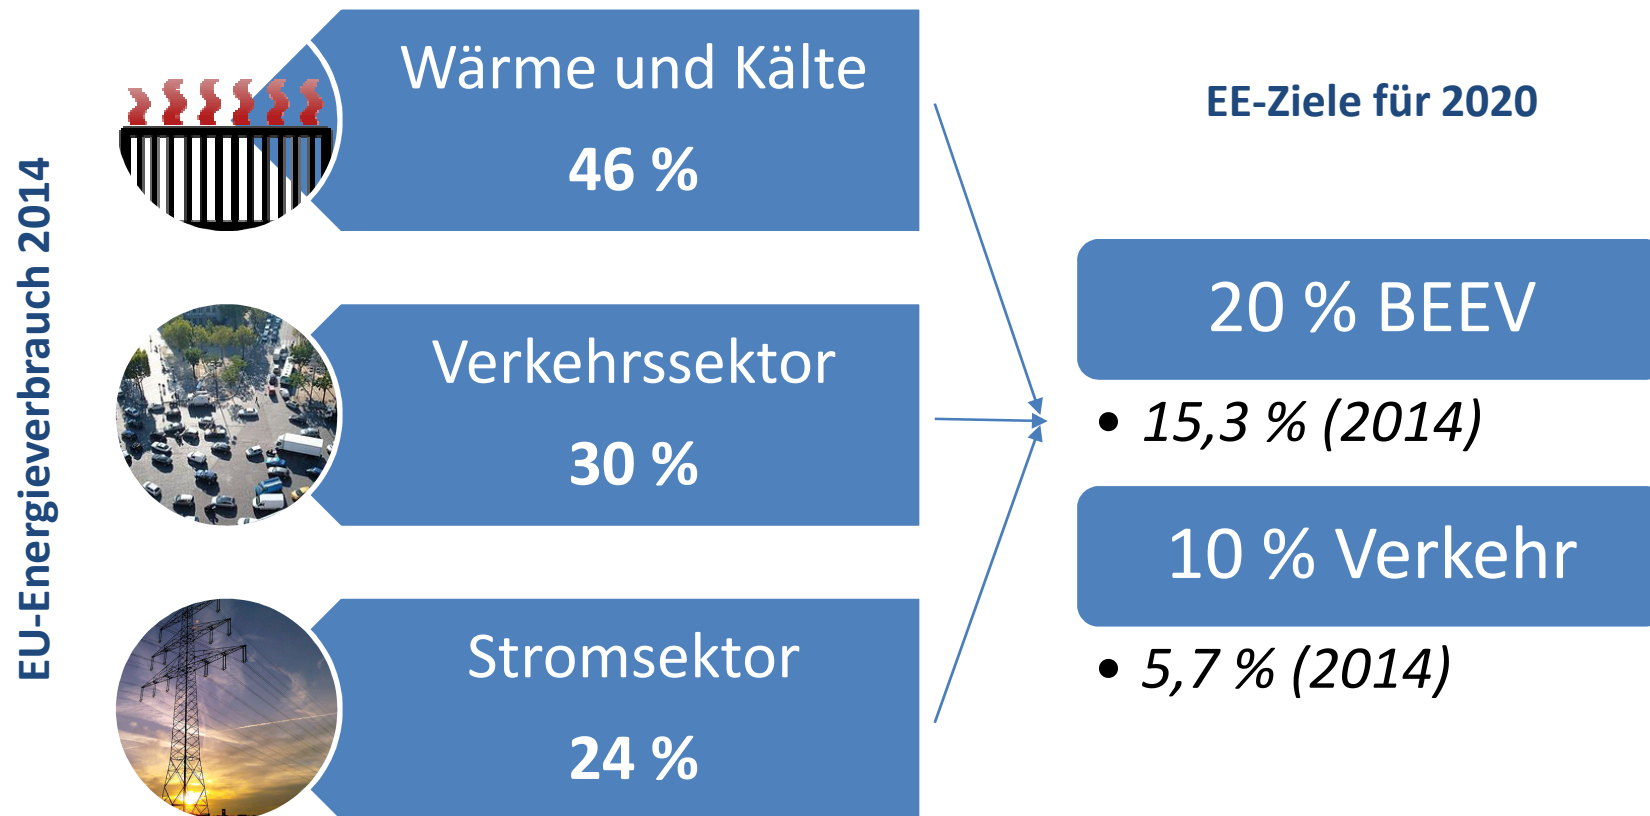 EU-Energieverbrauch 2014
Wärme und Kälte
46 %
Verkehrssektor
30 %
Stromsektor
24 %
EE-Ziele für 2020
20 % BEEV
• 15,3 % (2014)
10 % Verkehr
• 5,7 % (2014)